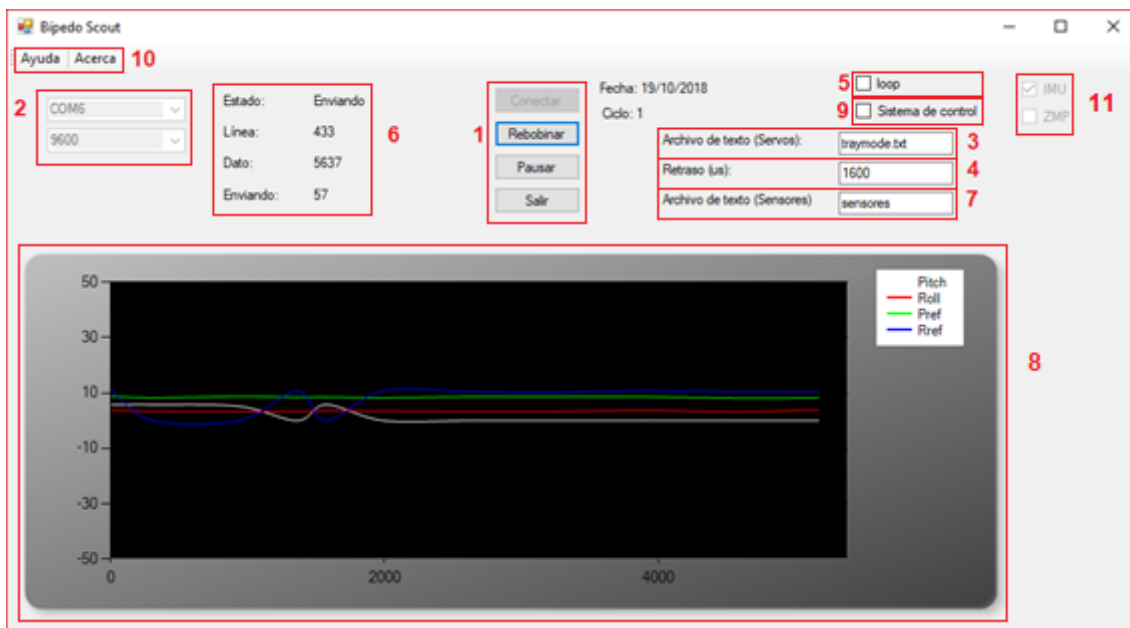 Bipedo Scout
Ayuda Acerca 10
2 COM6
9600
Estado: Enviando
Línea: 433
Dato: 5637
Enviando: 57
6
1 Conectar
Rebobinar
Pausar
Salir
Fecha: 19/10/2018
Ciclo: 1
5 loop
9 Sistema de control
Archivo de texto (Servos): traymode.txt 3
Retraso (us): 1600 4
Archivo de texto (Sensores) sensores 7
IMU
ZMP
11
50
30
10
-10
-30
-50
0 2000 4000
Pitch
Roll
Pref
Rref
8